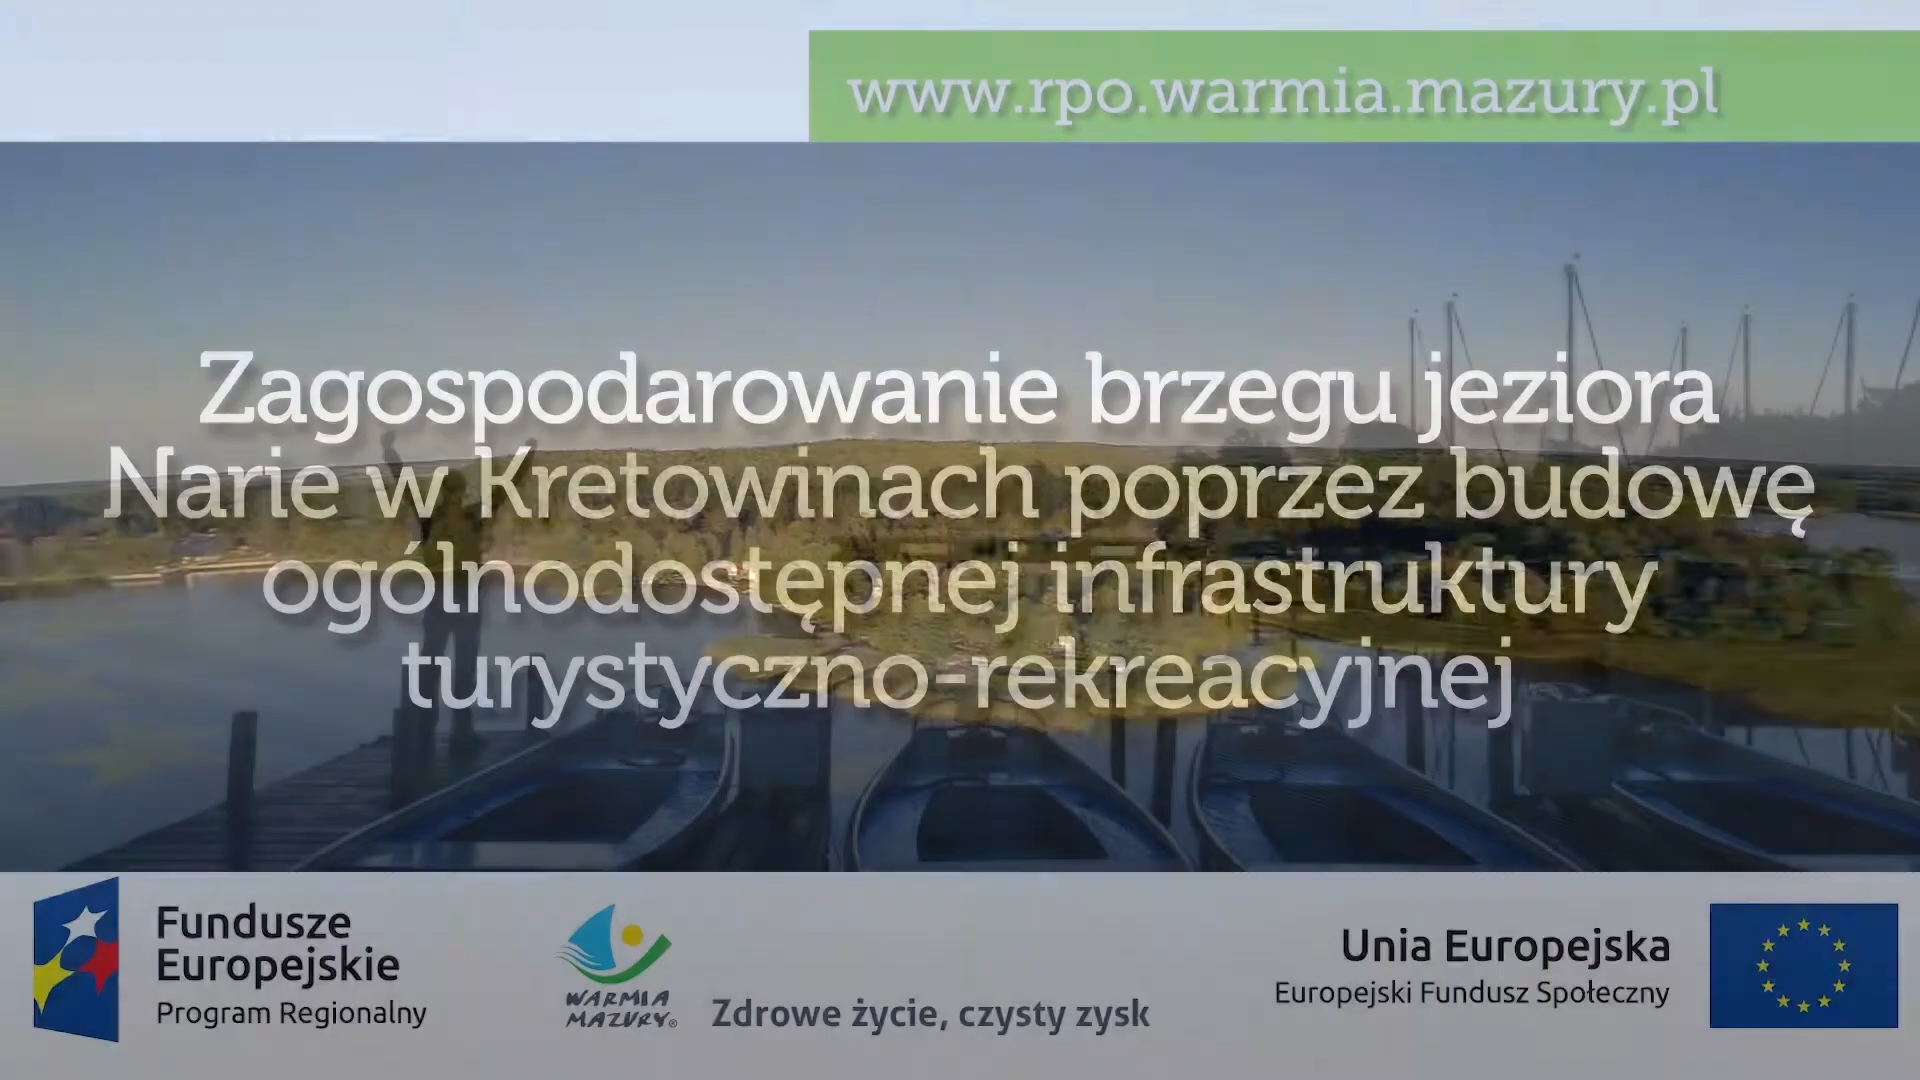 www.rpo.warmia.mazury.pl
Zagospodarowanie brzegu jeziora
Narie w Kretowinach poprzez budowę
ogólnodostępnej infrastruktury
turystyczno-rekreacyjnej
Fundusze
Europejskie
Program Regionalny
WARMIA
MAZURY®
Zdrowe życie, czysty zysk
Unia Europejska
Europejski Fundusz Społeczny